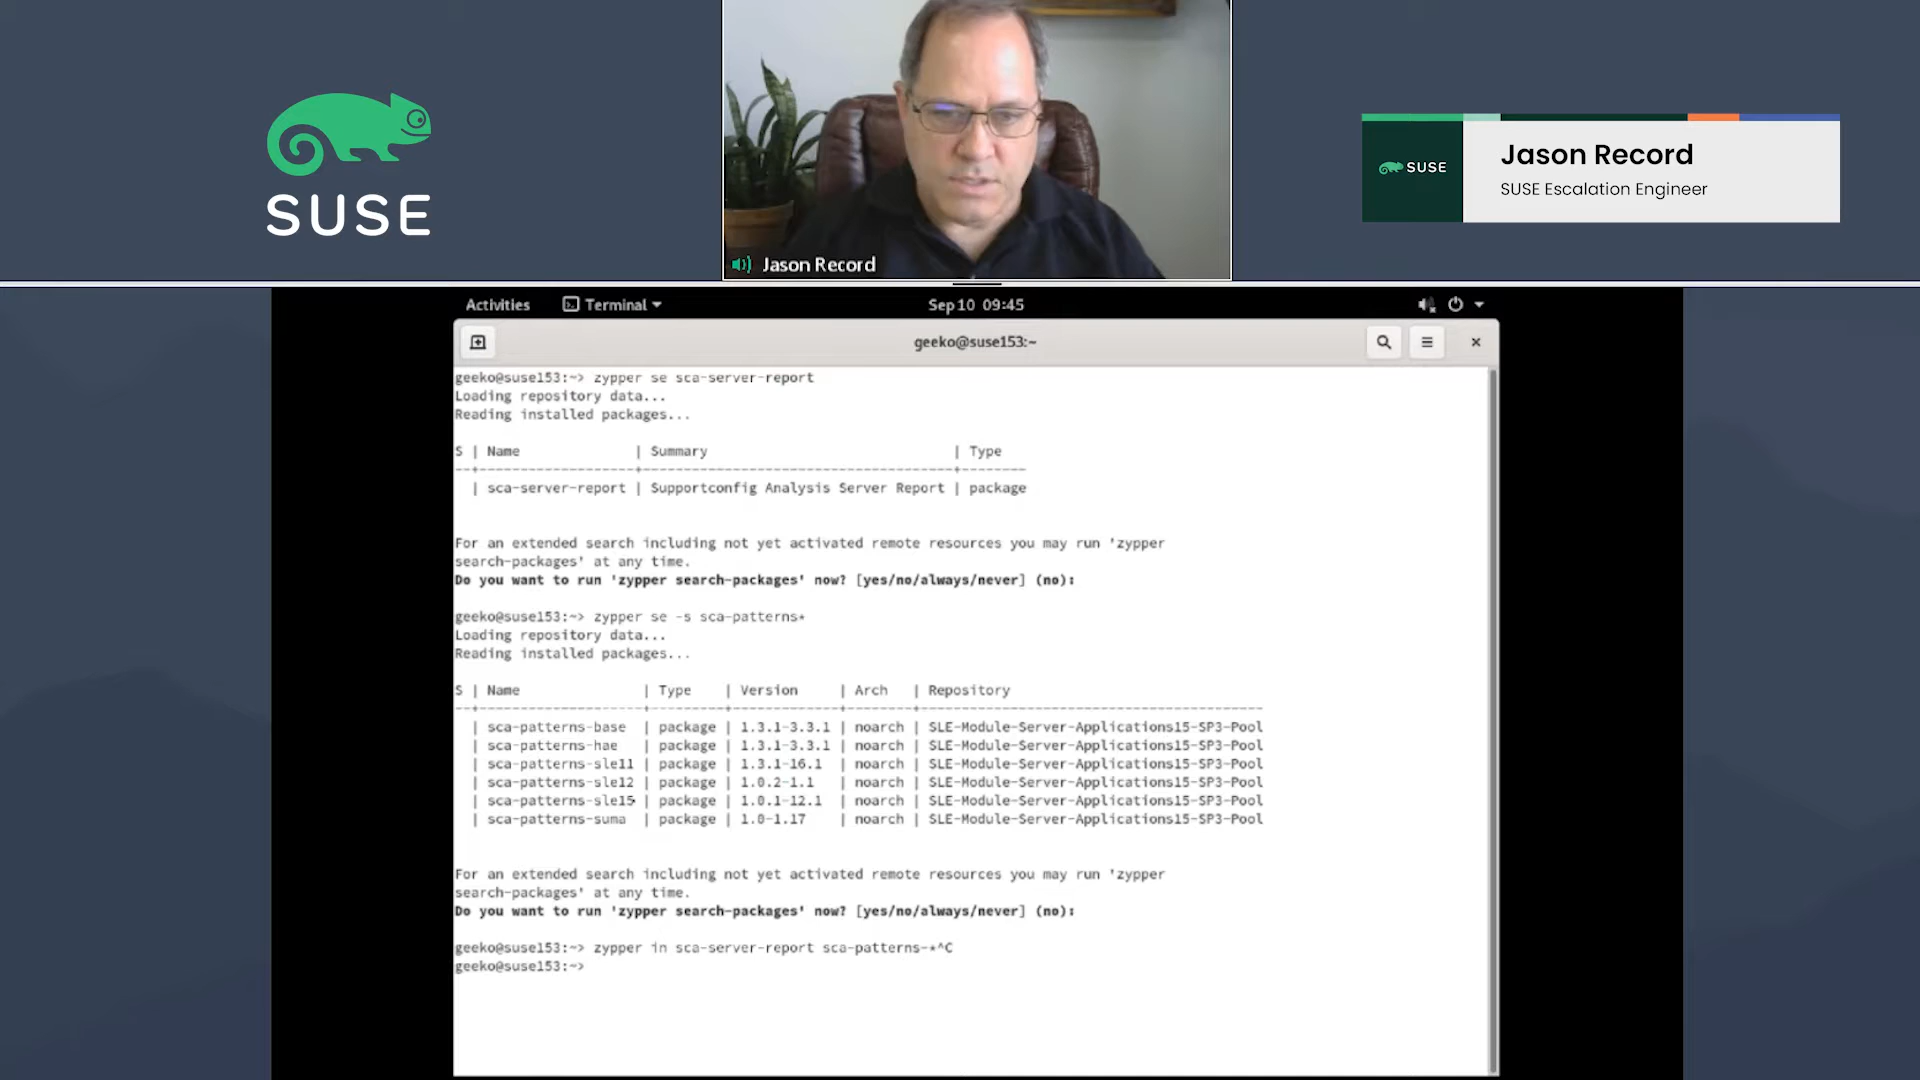 SUSE
Jason Record
SUSE
Jason Record
SUSE Escalation Engineer
Activities Terminal Sep 10 09:45
geeko@suse153:~
geeko@suse153:~> zypper se sca-server-report
Loading repository data...
Reading installed packages...
S | Name | Summary | Type
--+-------------------+--------------------------------------+--------
| sca-server-report | Supportconfig Analysis Server Report | package
For an extended search including not yet activated remote resources you may run 'zypper
search-packages' at any time.
Do you want to run 'zypper search-packages' now? [yes/no/always/never] (no):
geeko@suse153:~> zypper se -s sca-patterns*
Loading repository data...
Reading installed packages...
S | Name | Type | Version | Arch | Repository
--+--------------------+---------+-------------+--------+------------------------------------------
| sca-patterns-base | package | 1.3.1-3.3.1 | noarch | SLE-Module-Server-Applications15-SP3-Pool
| sca-patterns-hae | package | 1.3.1-3.3.1 | noarch | SLE-Module-Server-Applications15-SP3-Pool
| sca-patterns-sle11 | package | 1.3.1-16.1 | noarch | SLE-Module-Server-Applications15-SP3-Pool
| sca-patterns-sle12 | package | 1.0.2-1.1 | noarch | SLE-Module-Server-Applications15-SP3-Pool
| sca-patterns-sle15 | package | 1.0.1-12.1 | noarch | SLE-Module-Server-Applications15-SP3-Pool
| sca-patterns-suma | package | 1.0-1.17 | noarch | SLE-Module-Server-Applications15-SP3-Pool
For an extended search including not yet activated remote resources you may run 'zypper
search-packages' at any time.
Do you want to run 'zypper search-packages' now? [yes/no/always/never] (no):
geeko@suse153:~> zypper in sca-server-report sca-patterns-*^C
geeko@suse153:~>